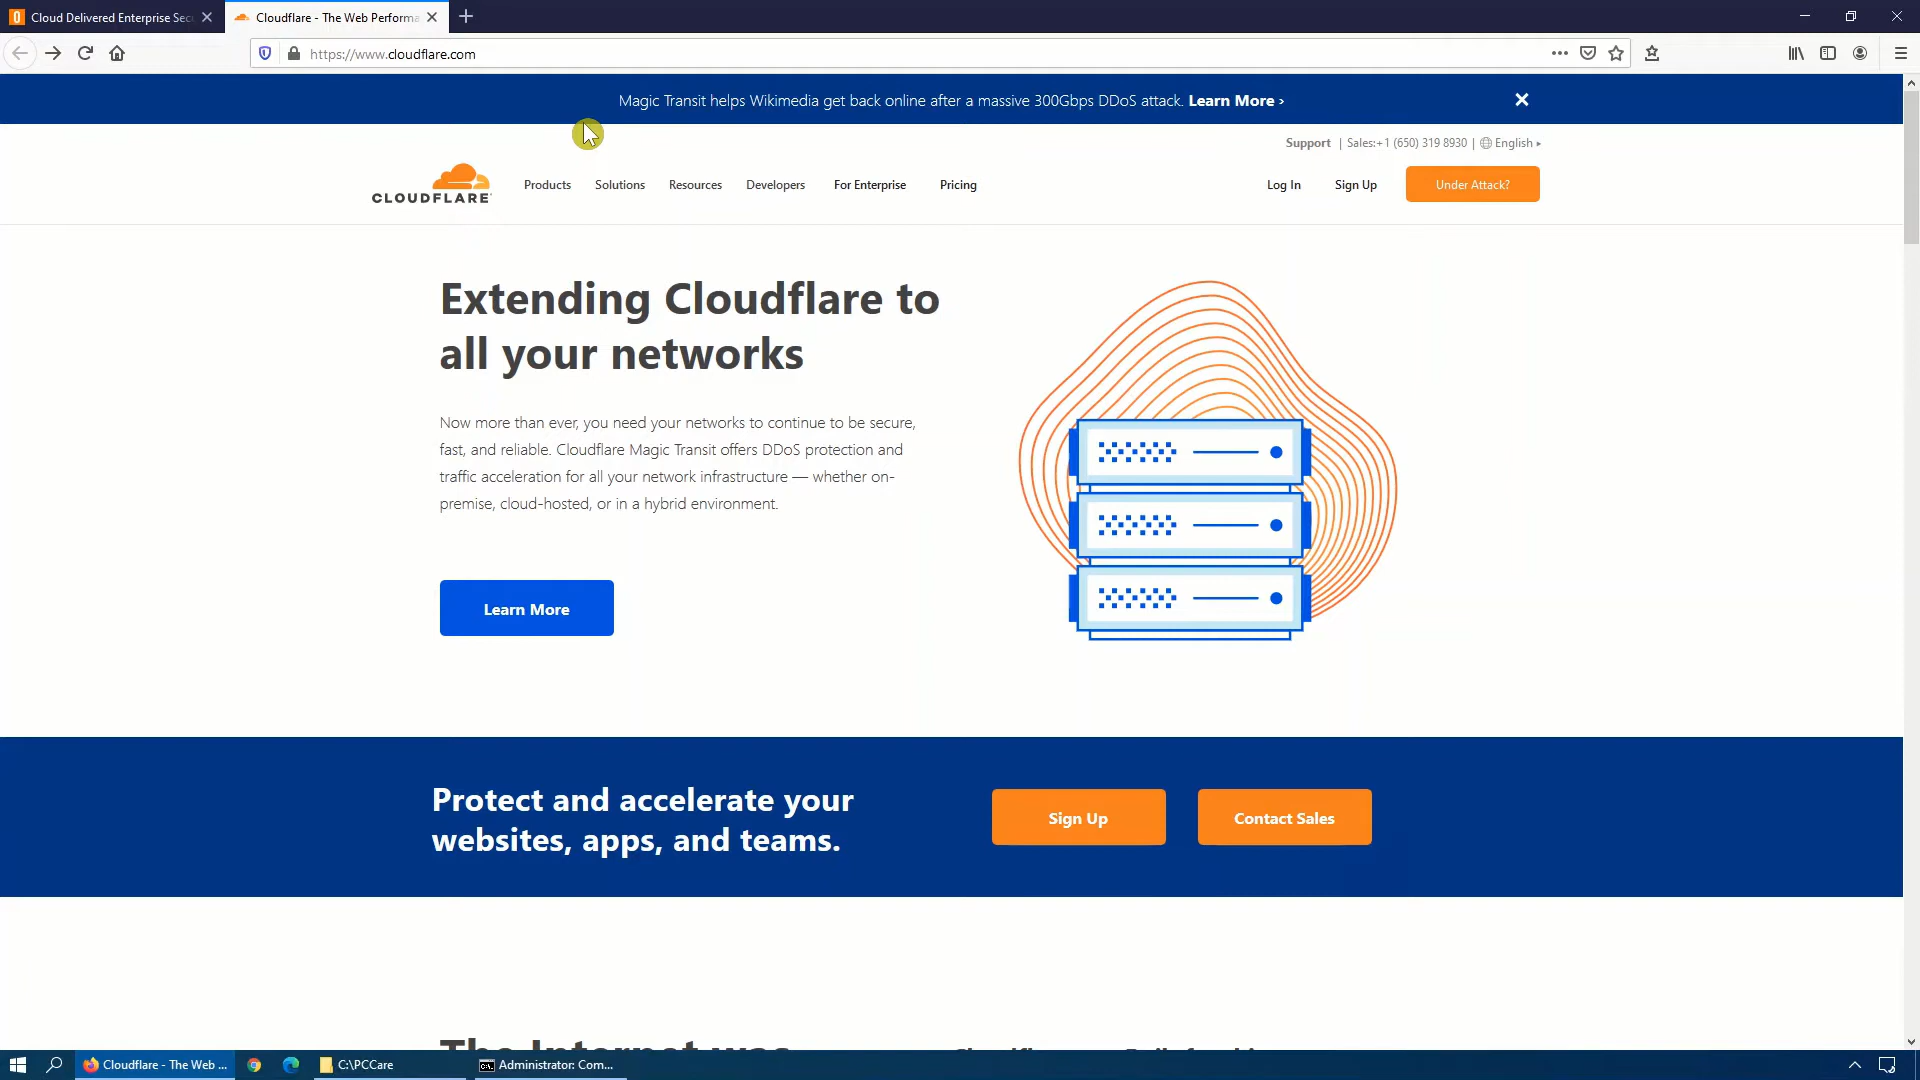 Cloud Delivered Enterprise Sec
Cloudflare - The Web Performa
https://www.cloudflare.com
Magic Transit helps Wikimedia get back online after a massive 300Gbps DDoS attack. Learn More ›
Support | Sales:+1 (650) 319 8930 | English ▸
CLOUDFLARE
Products Solutions Resources Developers For Enterprise Pricing Log In Sign Up Under Attack?
Extending Cloudflare to
all your networks
Now more than ever, you need your networks to continue to be secure,
fast, and reliable. Cloudflare Magic Transit offers DDoS protection and
traffic acceleration for all your network infrastructure — whether on-
premise, cloud-hosted, or in a hybrid environment.
Learn More
Protect and accelerate your
websites, apps, and teams.
Sign Up
Contact Sales
The Internet was
Cloudflare - The Web ...
C:\PCCare
Administrator: Com...